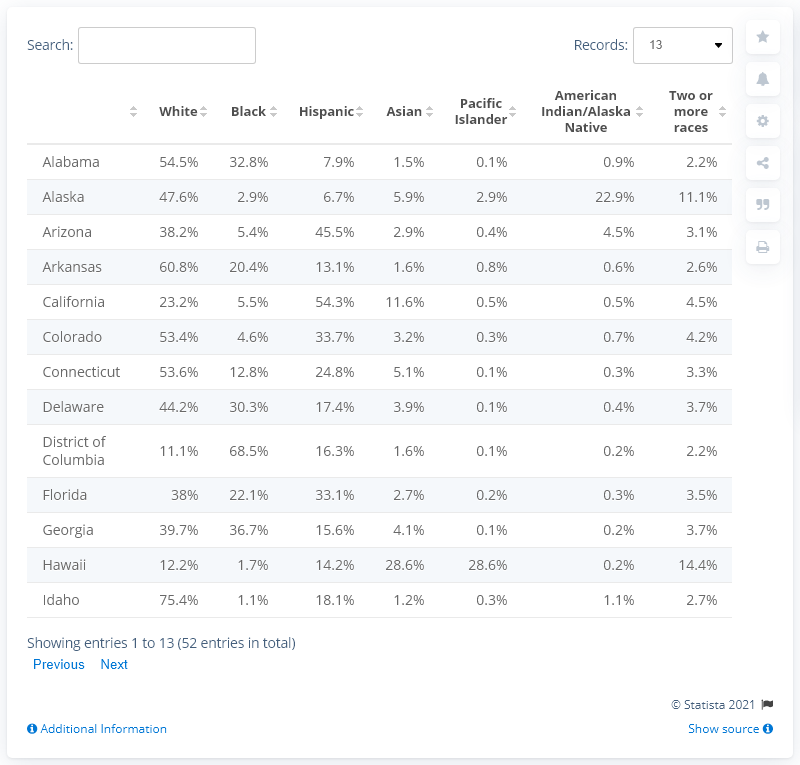 Search:
Records: 13
White Black Hispanic Asian Pacific Islander American Indian/Alaska Native Two or more races
Alabama 54.5% 32.8% 7.9% 1.5% 0.1% 0.9% 2.2%
Alaska 47.6% 2.9% 6.7% 5.9% 2.9% 22.9% 11.1%
Arizona 38.2% 5.4% 45.5% 2.9% 0.4% 4.5% 3.1%
Arkansas 60.8% 20.4% 13.1% 1.6% 0.8% 0.6% 2.6%
California 23.2% 5.5% 54.3% 11.6% 0.5% 0.5% 4.5%
Colorado 53.4% 4.6% 33.7% 3.2% 0.3% 0.7% 4.2%
Connecticut 53.6% 12.8% 24.8% 5.1% 0.1% 0.3% 3.3%
Delaware 44.2% 30.3% 17.4% 3.9% 0.1% 0.4% 3.7%
District of Columbia 11.1% 68.5% 16.3% 1.6% 0.1% 0.2% 2.2%
Florida 38% 22.1% 33.1% 2.7% 0.2% 0.3% 3.5%
Georgia 39.7% 36.7% 15.6% 4.1% 0.1% 0.2% 3.7%
Hawaii 12.2% 1.7% 14.2% 28.6% 28.6% 0.2% 14.4%
Idaho 75.4% 1.1% 18.1% 1.2% 0.3% 1.1% 2.7%
Showing entries 1 to 13 (52 entries in total)
Previous Next
© Statista 2021
Additional Information
Show source